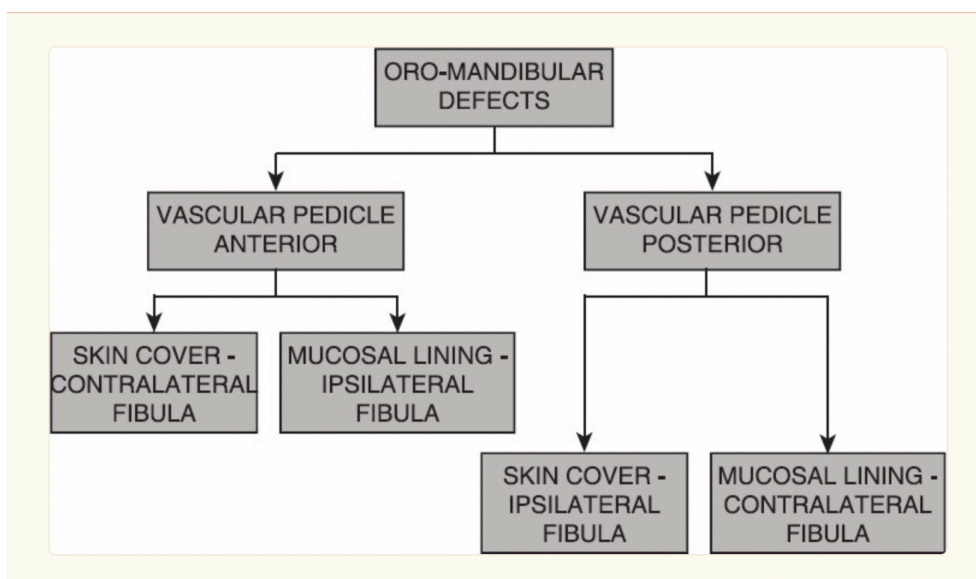 ORO-MANDIBULAR
DEFECTS
VASCULAR PEDICLE
ANTERIOR
VASCULAR PEDICLE
POSTERIOR
SKIN COVER -
CONTRALATERAL
FIBULA
MUCOSAL LINING -
IPSILATERAL
FIBULA
SKIN COVER -
IPSILATERAL
FIBULA
MUCOSAL LINING -
CONTRALATERAL
FIBULA